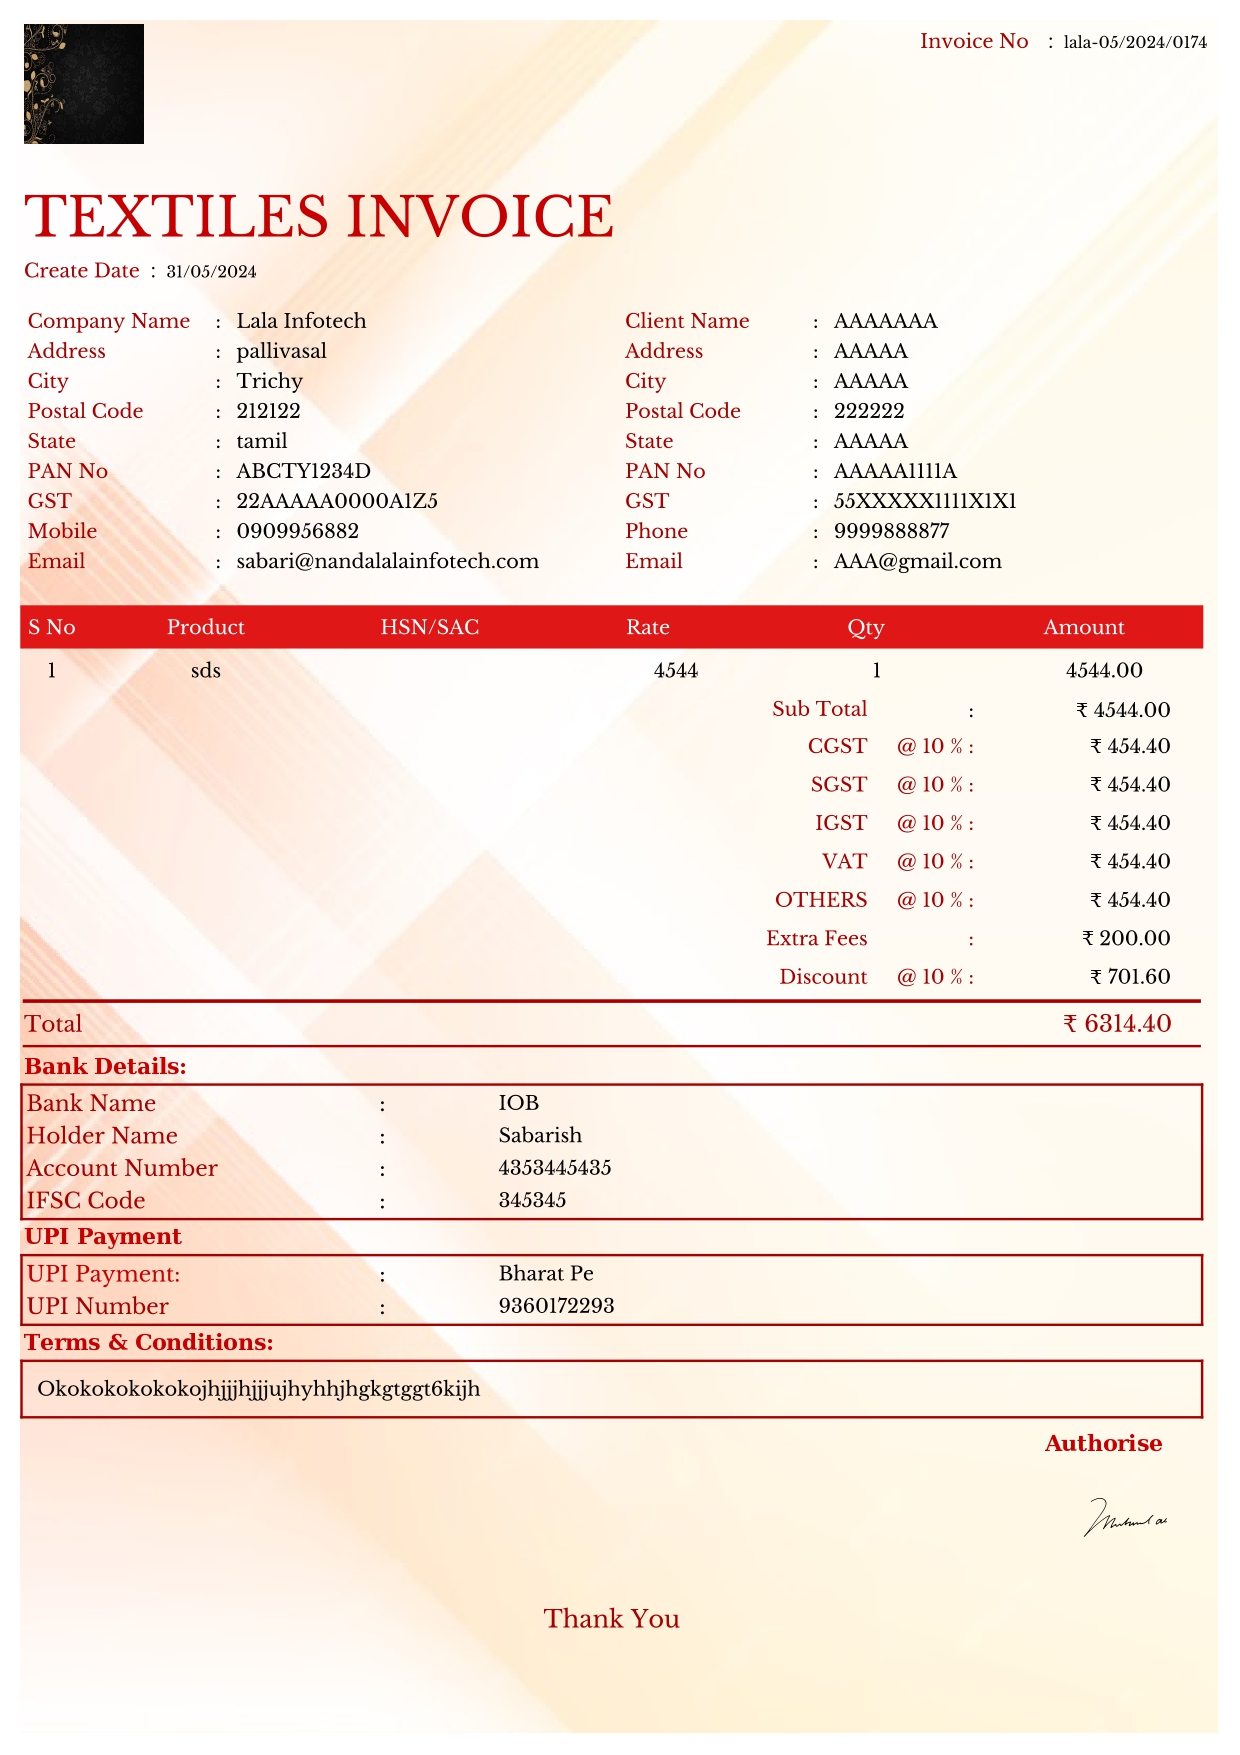 Invoice No : lala-05/2024/0174
TEXTILES INVOICE
Create Date : 31/05/2024
Company Name : Lala Infotech
Address : pallivasal
City : Trichy
Postal Code : 212122
State : tamil
PAN No : ABCTY1234D
GST : 22AAAAA0000A1Z5
Mobile : 0909956882
Email : sabari@nandalalainfotech.com
Client Name : AAAAAAA
Address : AAAAA
City : AAAAA
Postal Code : 222222
State : AAAAA
PAN No : AAAAA1111A
GST : 55XXXXX1111X1X1
Phone : 9999888877
Email : AAA@gmail.com
S No Product HSN/SAC Rate Qty Amount
1 sds 4544 1 4544.00
Sub Total : ₹ 4544.00
CGST @ 10 % : ₹ 454.40
SGST @ 10 % : ₹ 454.40
IGST @ 10 % : ₹ 454.40
VAT @ 10 % : ₹ 454.40
OTHERS @ 10 % : ₹ 454.40
Extra Fees : ₹ 200.00
Discount @ 10 % : ₹ 701.60
Total ₹ 6314.40
Bank Details:
Bank Name : IOB
Holder Name : Sabarish
Account Number : 4353445435
IFSC Code : 345345
UPI Payment
UPI Payment: : Bharat Pe
UPI Number : 9360172293
Terms & Conditions:
Okokokokokokojhjjjhjjjujhyhhjhgkgtggt6kijh
Authorise
Thank You